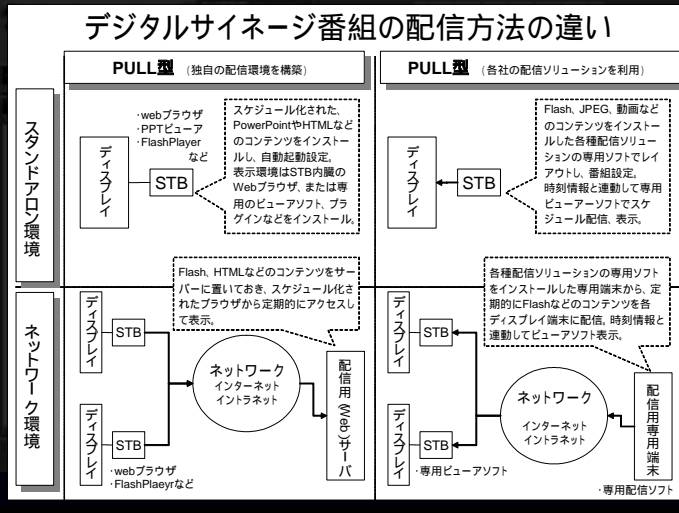 デジタルサイネージ番組の配信方法の違い
PULL型 (独自の配信環境を構築)
PULL型 (各社の配信ソリューションを利用)
スタンドアロン環境
・webブラウザ
・PPTビューア
・FlashPlayer
など
ディスプレイ
STB
スケジュール化された、
PowerPointやHTMLなど
のコンテンツをインストー
ルし、自動起動設定。
表示環境はSTB内臓の
Webブラウザ、または専
用のビューアソフト、プラ
グインなどをインストール。
ディスプレイ
STB
Flash、JPEG、動画など
のコンテンツをインストー
ルした各種配信ソリュー
ションの専用ソフトでレイ
アウトし、番組設定。
時刻情報と連動して専用
ビューアーソフトでスケ
ジュール配信、表示。
ネットワーク環境
Flash、HTMLなどのコンテンツをサー
バーに置いておき、スケジュール化さ
れたブラウザから定期的にアクセスし
て表示。
ディスプレイ
STB
ディスプレイ
STB
・webブラウザ
・FlashPlaeyrなど
ネットワーク
インターネット
イントラネット
配信用(Web)サーバ
各種配信ソリューションの専用ソフト
をインストールした専用端末から、定
期的にFlashなどのコンテンツを各
ディスプレイ端末に配信。時刻情報と
連動してビューアソフト表示。
ディスプレイ
STB
ディスプレイ
STB
・専用ビューアソフト
ネットワーク
インターネット
イントラネット
配信用専用端末
・専用配信ソフト